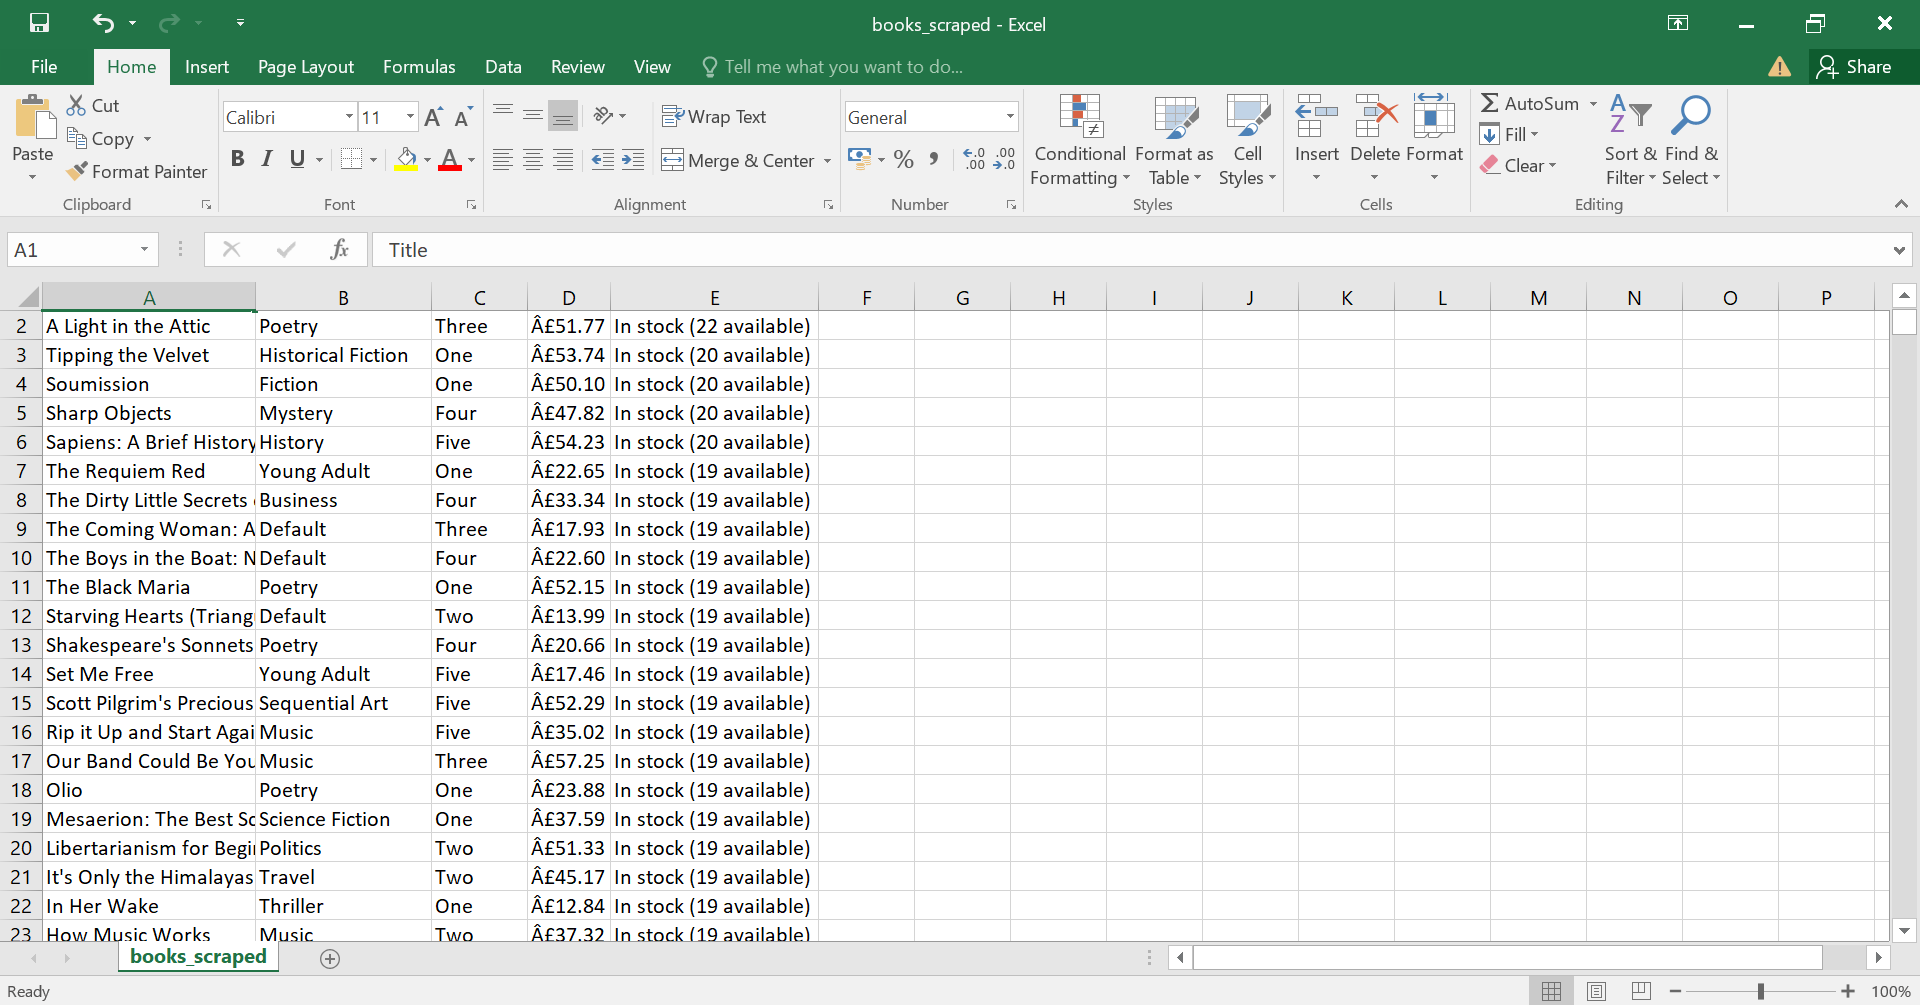 books_scraped - Excel
File Home Insert Page Layout Formulas Data Review View Tell me what you want to do... Share
Paste Cut Copy Format Painter Clipboard
Calibri 11 A A B I U A Font
Wrap Text Merge & Center Alignment
General % , .0 .00 .00 .0 Number
Conditional Formatting Format as Table Cell Styles Styles
Insert Delete Format Cells
Σ AutoSum Fill Clear Sort & Filter Find & Select Editing
A1 fx Title
A B C D E F G H I J K L M N O P
2 A Light in the Attic Poetry Three Â£51.77 In stock (22 available)
3 Tipping the Velvet Historical Fiction One Â£53.74 In stock (20 available)
4 Soumission Fiction One Â£50.10 In stock (20 available)
5 Sharp Objects Mystery Four Â£47.82 In stock (20 available)
6 Sapiens: A Brief History History Five Â£54.23 In stock (20 available)
7 The Requiem Red Young Adult One Â£22.65 In stock (19 available)
8 The Dirty Little Secrets Business Four Â£33.34 In stock (19 available)
9 The Coming Woman: A Default Three Â£17.93 In stock (19 available)
10 The Boys in the Boat: N Default Four Â£22.60 In stock (19 available)
11 The Black Maria Poetry One Â£52.15 In stock (19 available)
12 Starving Hearts (Triang Default Two Â£13.99 In stock (19 available)
13 Shakespeare's Sonnets Poetry Four Â£20.66 In stock (19 available)
14 Set Me Free Young Adult Five Â£17.46 In stock (19 available)
15 Scott Pilgrim's Precious Sequential Art Five Â£52.29 In stock (19 available)
16 Rip it Up and Start Agai Music Five Â£35.02 In stock (19 available)
17 Our Band Could Be You Music Three Â£57.25 In stock (19 available)
18 Olio Poetry One Â£23.88 In stock (19 available)
19 Mesaerion: The Best Sc Science Fiction One Â£37.59 In stock (19 available)
20 Libertarianism for Begi Politics Two Â£51.33 In stock (19 available)
21 It's Only the Himalayas Travel Two Â£45.17 In stock (19 available)
22 In Her Wake Thriller One Â£12.84 In stock (19 available)
23 How Music Works Music Two Â£37.32 In stock (19 available)
books_scraped
Ready 100%